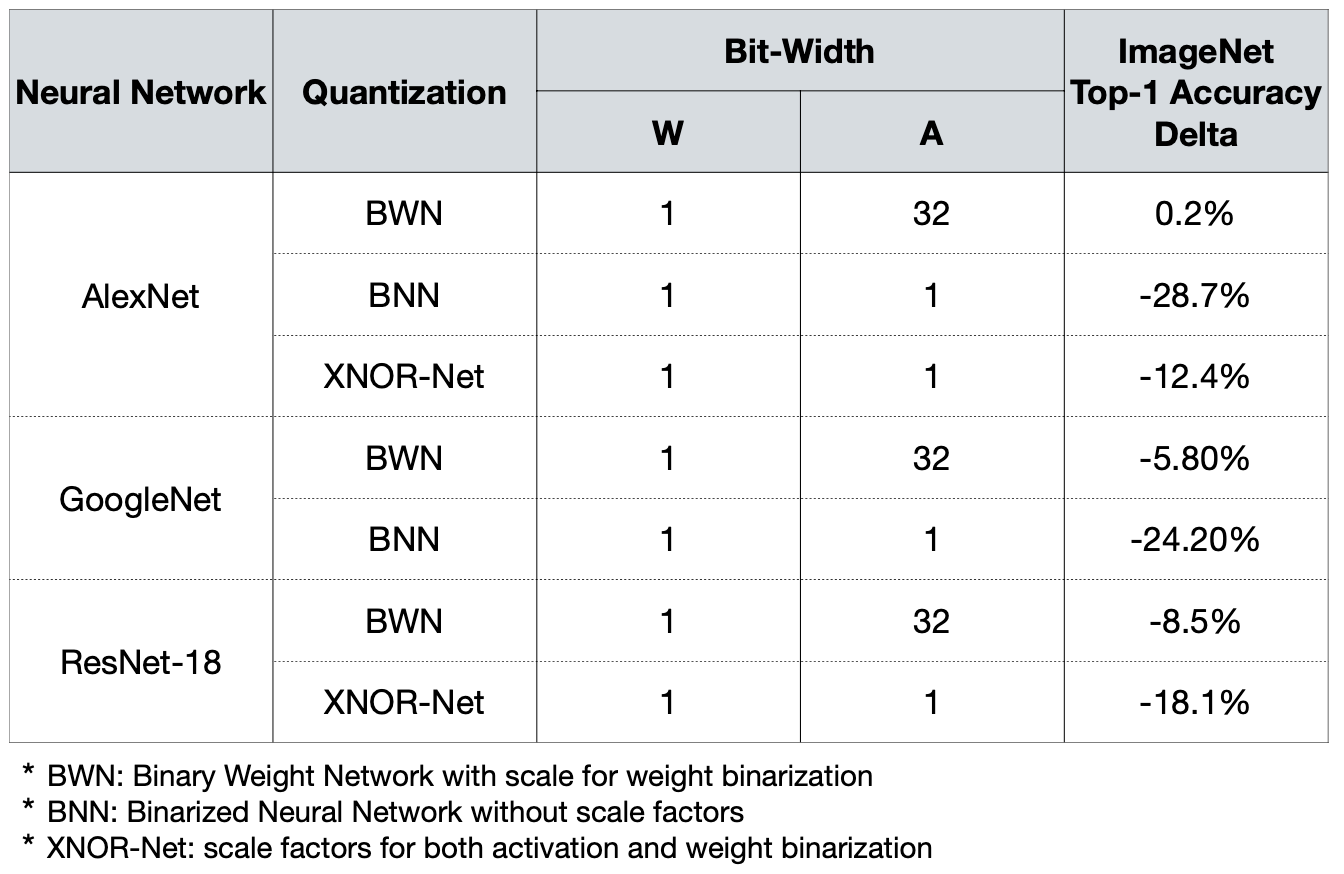 Neural Network Quantization Bit-Width ImageNet Top-1 Accuracy Delta
W A
AlexNet BWN 1 32 0.2%
BNN 1 1 -28.7%
XNOR-Net 1 1 -12.4%
GoogleNet BWN 1 32 -5.80%
BNN 1 1 -24.20%
ResNet-18 BWN 1 32 -8.5%
XNOR-Net 1 1 -18.1%
* BWN: Binary Weight Network with scale for weight binarization
* BNN: Binarized Neural Network without scale factors
* XNOR-Net: scale factors for both activation and weight binarization